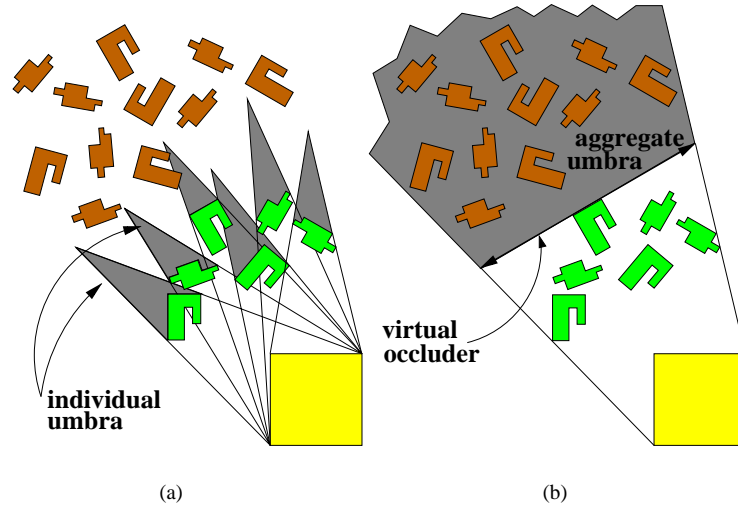 aggregate
umbra
virtual
occluder
individual
umbra
(a)
(b)